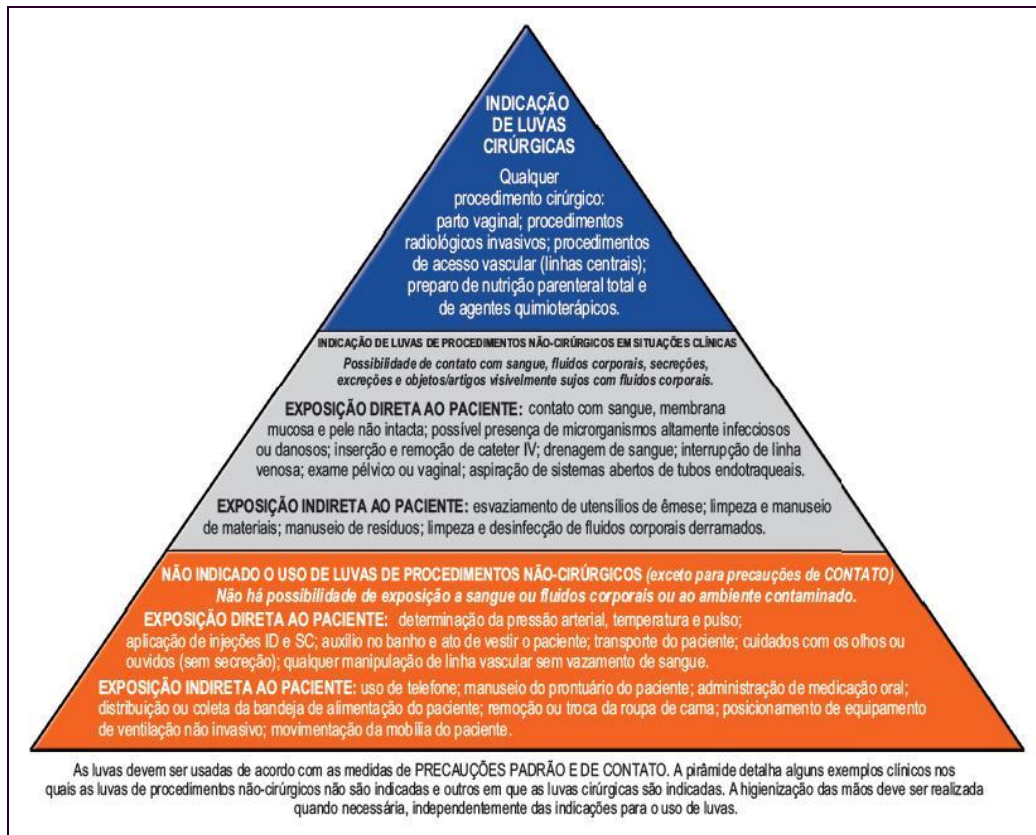 INDICAÇÃO
DE LUVAS
CIRÚRGICAS
Qualquer
procedimento cirúrgico:
parto vaginal; procedimentos
radiológicos invasivos; procedimentos
de acesso vascular (linhas centrais);
preparo de nutrição parenteral total e
de agentes quimioterápicos.
INDICAÇÃO DE LUVAS DE PROCEDIMENTOS NÃO-CIRÚRGICOS EM SITUAÇÕES CLÍNICAS
Possibilidade de contato com sangue, fluidos corporais, secreções,
excreções e objetos/artigos visivelmente sujos com fluidos corporais.
EXPOSIÇÃO DIRETA AO PACIENTE: contato com sangue, membrana
mucosa e pele não intacta; possível presença de microrganismos altamente infecciosos
ou danosos; inserção e remoção de cateter IV; drenagem de sangue; interrupção de linha
venosa; exame pélvico ou vaginal; aspiração de sistemas abertos de tubos endotraqueais.
EXPOSIÇÃO INDIRETA AO PACIENTE: esvaziamento de utensílios de êmese; limpeza e manuseio
de materiais; manuseio de resíduos; limpeza e desinfecção de fluidos corporais derramados.
NÃO INDICADO O USO DE LUVAS DE PROCEDIMENTOS NÃO-CIRÚRGICOS (exceto para precauções de CONTATO)
Não há possibilidade de exposição a sangue ou fluidos corporais ou ao ambiente contaminado.
EXPOSIÇÃO DIRETA AO PACIENTE: determinação da pressão arterial, temperatura e pulso;
aplicação de injeções ID e SC; auxílio no banho e ato de vestir o paciente; transporte do paciente; cuidados com os olhos ou
ouvidos (sem secreção); qualquer manipulação de linha vascular sem vazamento de sangue.
EXPOSIÇÃO INDIRETA AO PACIENTE: uso de telefone; manuseio do prontuário do paciente; administração de medicação oral;
distribuição ou coleta da bandeja de alimentação do paciente; remoção ou troca da roupa de cama; posicionamento de equipamento
de ventilação não invasivo; movimentação da mobília do paciente.
As luvas devem ser usadas de acordo com as medidas de PRECAUÇÕES PADRÃO E DE CONTATO. A pirâmide detalha alguns exemplos clínicos nos
quais as luvas de procedimentos não-cirúrgicos não são indicadas e outros em que as luvas cirúrgicas são indicadas. A higienização das mãos deve ser realizada
quando necessária, independentemente das indicações para o uso de luvas.